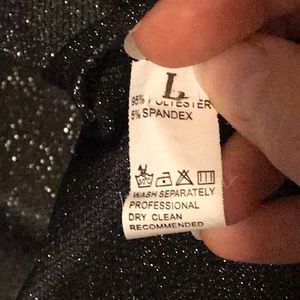 L
95% POLYESTER
5% SPANDEX
WASH SEPARATELY
PROFESSIONAL
DRY CLEAN
RECOMMENDED